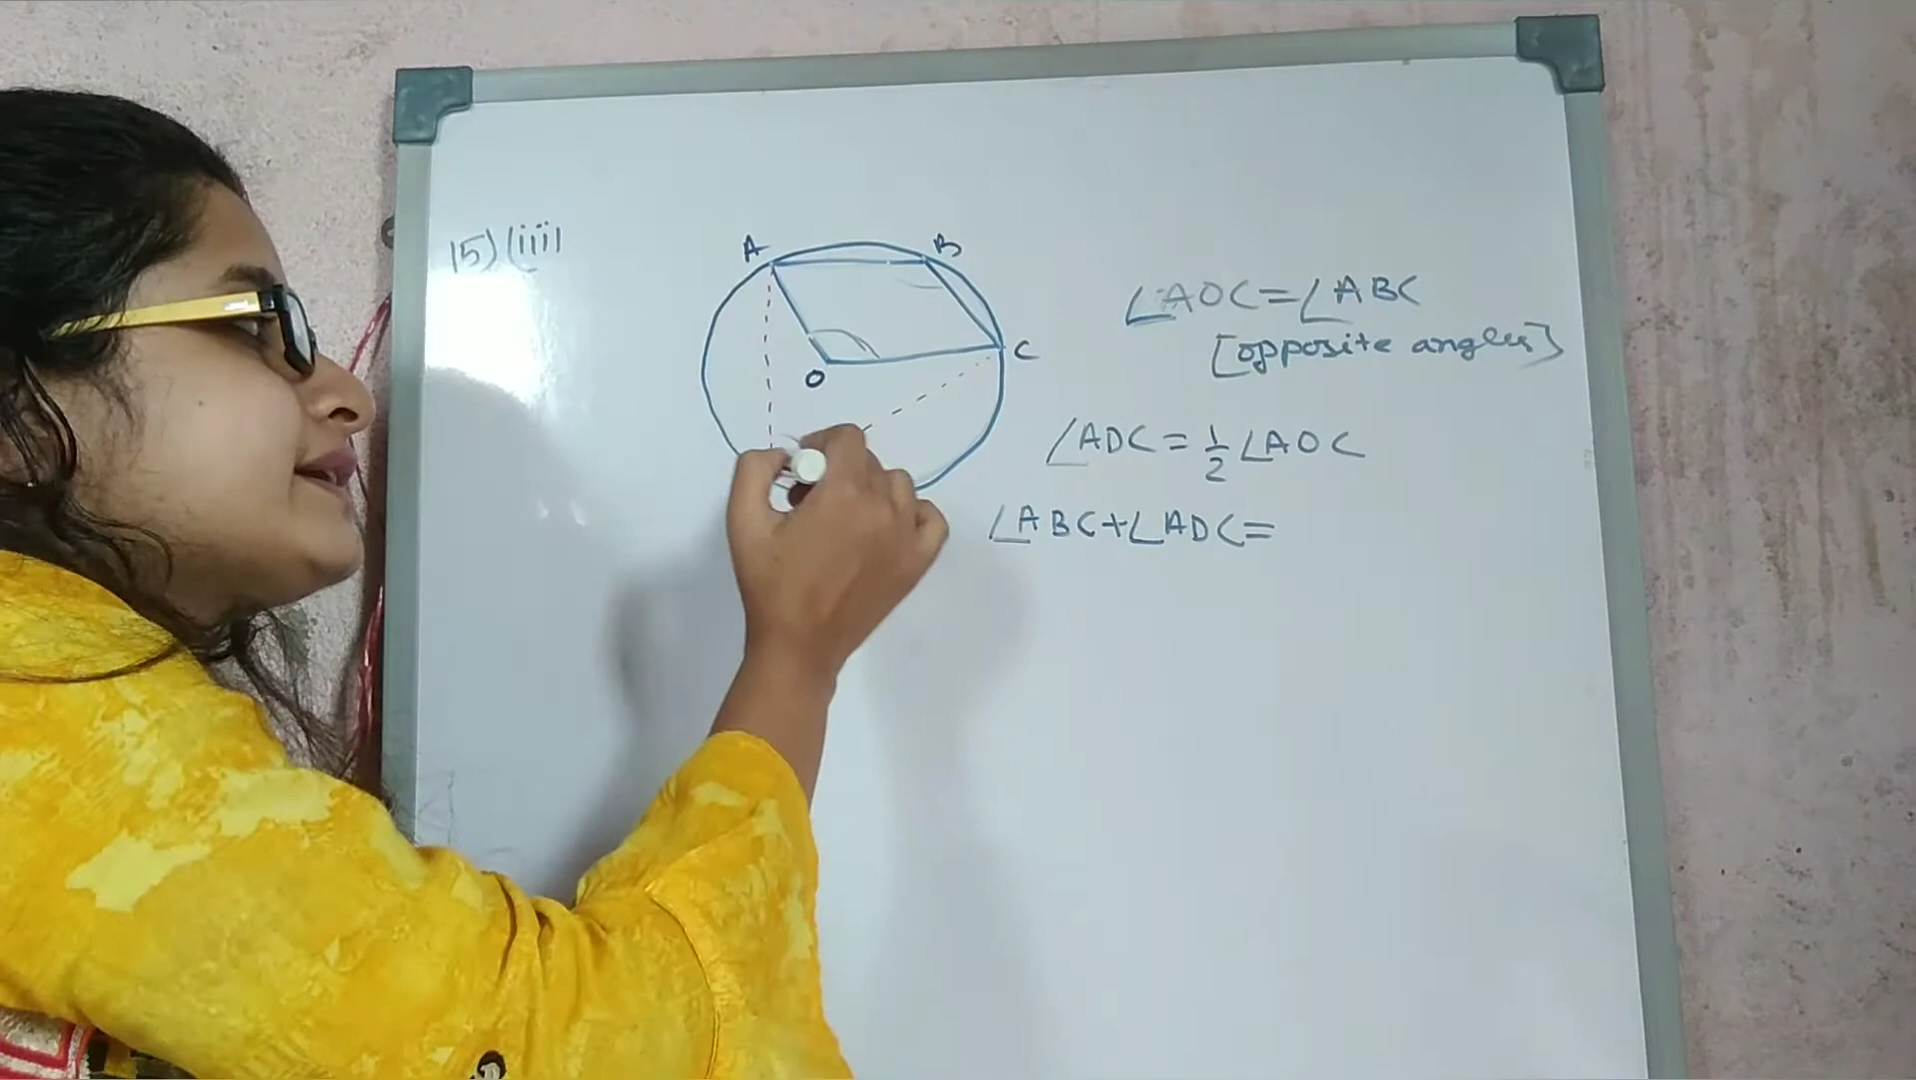 15) (iii)
A B
C
O
∠AOC = ∠ABC
[opposite angles]
∠ADC = 1/2 ∠AOC
∠ABC + ∠ADC =